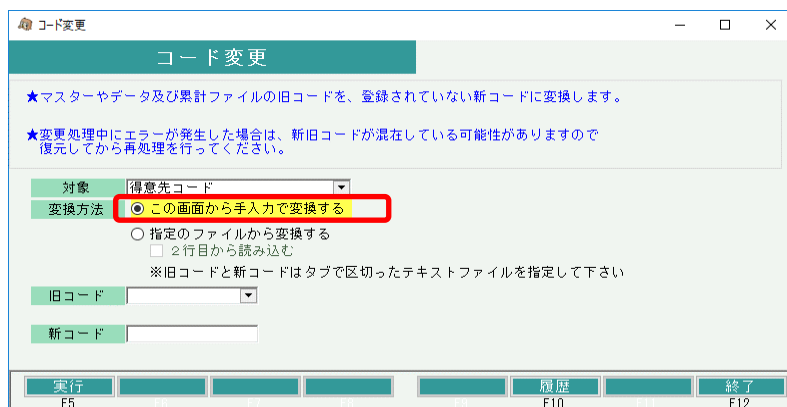 コード変更
コード変更
★マスターやデータ及び累計ファイルの旧コードを、登録されていない新コードに変換します。
★変更処理中にエラーが発生した場合は、新旧コードが混在している可能性がありますので
復元してから再処理を行ってください。
対象 得意先コード
変換方法 この画面から手入力で変換する
指定のファイルから変換する
2行目から読み込む
※旧コードと新コードはタブで区切ったテキストファイルを指定して下さい
旧コード
新コード
実行 履歴 終了
F5 F6 F7 F8 F9 F10 F11 F12